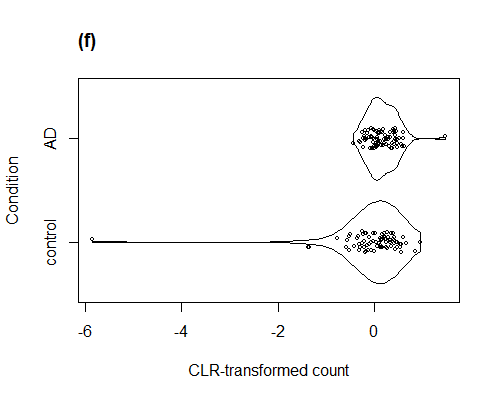 (f)
Condition
AD
control
-6 -4 -2 0
CLR-transformed count